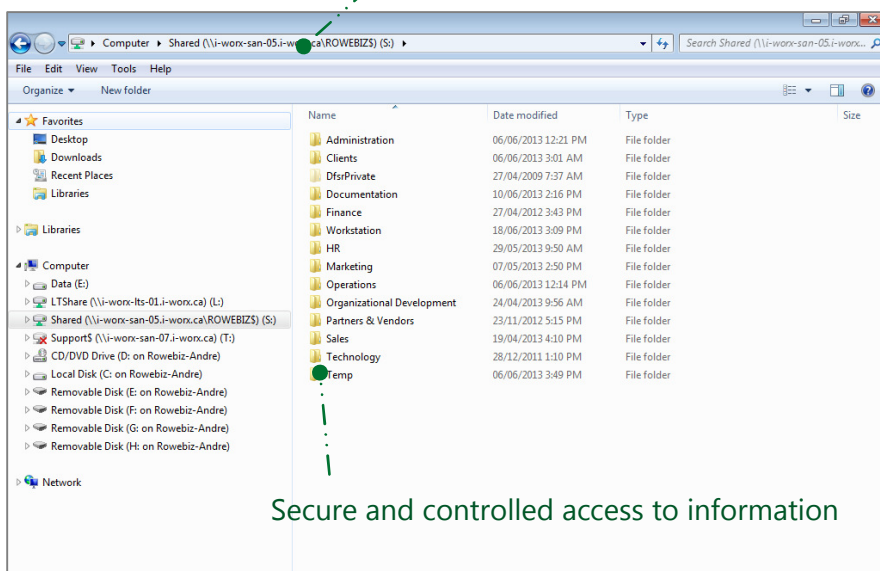 Computer ▸ Shared (\\i-worx-san-05.i-worx.ca\ROWEBIZ$) (S:) ▸
Search Shared (\\i-worx-san-05.i-worx...
File Edit View Tools Help
Organize New folder
Name Date modified Type Size
Favorites
Desktop
Downloads
Recent Places
Libraries
Libraries
Computer
Data (E:)
LTShare (\\i-worx-lts-01.i-worx.ca) (L:)
Shared (\\i-worx-san-05.i-worx.ca\ROWEBIZ$) (S:)
Support$ (\\i-worx-san-07.i-worx.ca) (T:)
CD/DVD Drive (D: on Rowebiz-Andre)
Local Disk (C: on Rowebiz-Andre)
Removable Disk (E: on Rowebiz-Andre)
Removable Disk (F: on Rowebiz-Andre)
Removable Disk (G: on Rowebiz-Andre)
Removable Disk (H: on Rowebiz-Andre)
Network
Administration 06/06/2013 12:21 PM File folder
Clients 06/06/2013 3:01 AM File folder
DfsrPrivate 27/04/2009 7:37 AM File folder
Documentation 10/06/2013 2:16 PM File folder
Finance 27/04/2012 3:43 PM File folder
Workstation 18/06/2013 3:09 PM File folder
HR 29/05/2013 9:50 AM File folder
Marketing 07/05/2013 2:50 PM File folder
Operations 06/06/2013 12:14 PM File folder
Organizational Development 24/04/2013 9:56 AM File folder
Partners & Vendors 23/11/2012 5:15 PM File folder
Sales 19/04/2013 4:10 PM File folder
Technology 28/12/2011 1:10 PM File folder
Temp 06/06/2013 3:49 PM File folder
Secure and controlled access to information